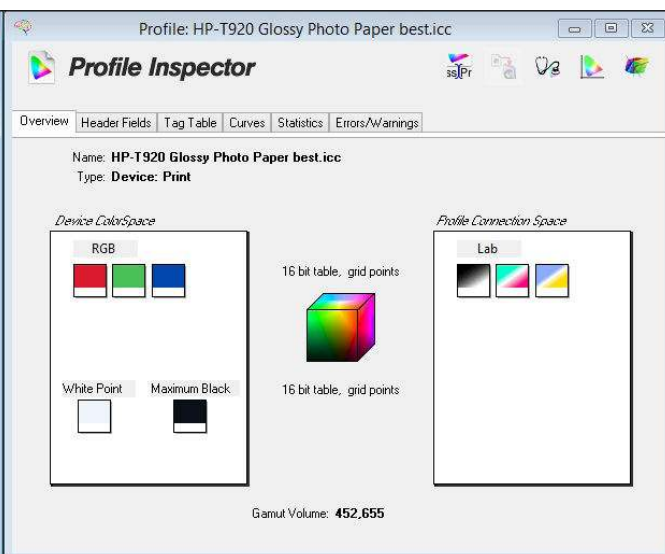 Profile: HP-T920 Glossy Photo Paper best.icc
Profile Inspector
Overview Header Fields Tag Table Curves Statistics Errors/Warnings
Name: HP-T920 Glossy Photo Paper best.icc
Type: Device: Print
Device ColorSpace
Profile Connection Space
RGB
Lab
16 bit table, grid points
White Point Maximum Black
16 bit table, grid points
Gamut Volume: 452,655